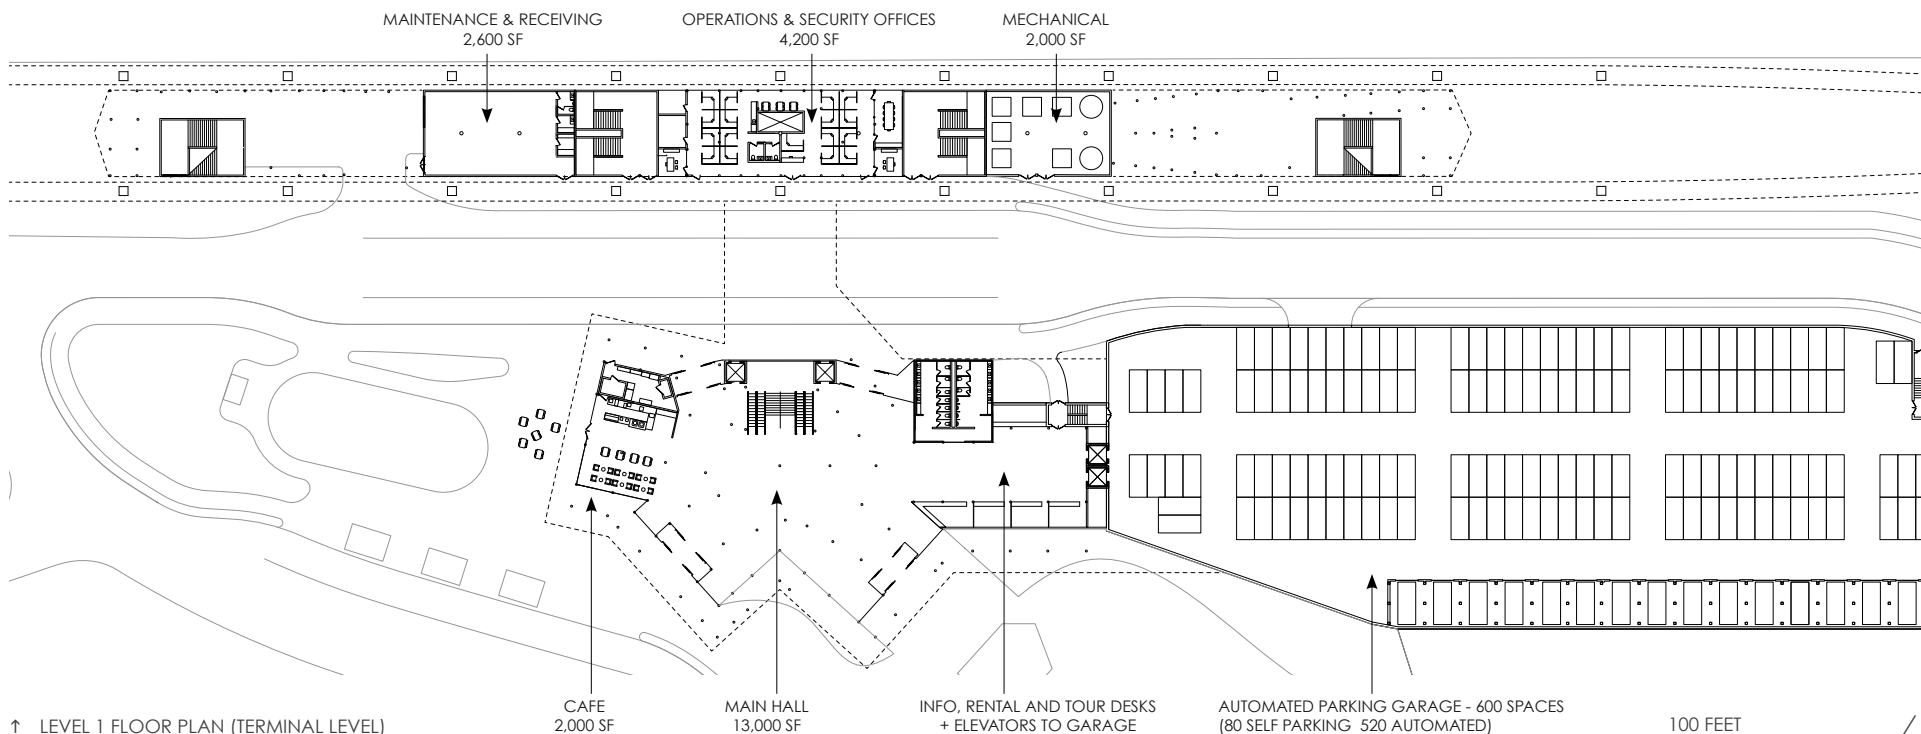 MAINTENANCE & RECEIVING
2,600 SF
OPERATIONS & SECURITY OFFICES
4,200 SF
MECHANICAL
2,000 SF
CAFE
2,000 SF
MAIN HALL
13,000 SF
INFO, RENTAL AND TOUR DESKS
+ ELEVATORS TO GARAGE
AUTOMATED PARKING GARAGE - 600 SPACES
(80 SELF PARKING 520 AUTOMATED)
↑ LEVEL 1 FLOOR PLAN (TERMINAL LEVEL)
100 FEET /